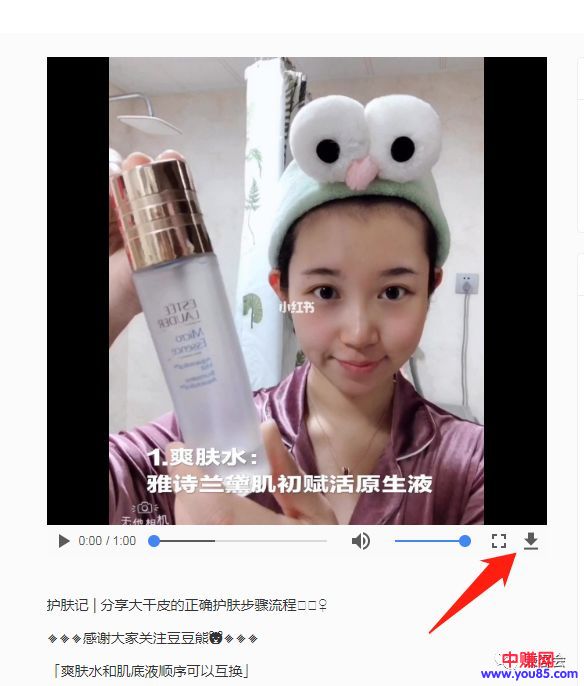 ESTEE
LAUDER
Micro
Essence
小红书
1.爽肤水：
雅诗兰黛肌初赋活原生液
无他相机
0:00 / 1:00
护肤记 | 分享大干皮的正确护肤步骤流程□□♀
❖❖❖感谢大家关注豆豆熊🐻❖❖❖
「爽肤水和肌底液顺序可以互换」
中赚网
会
www.you85.com